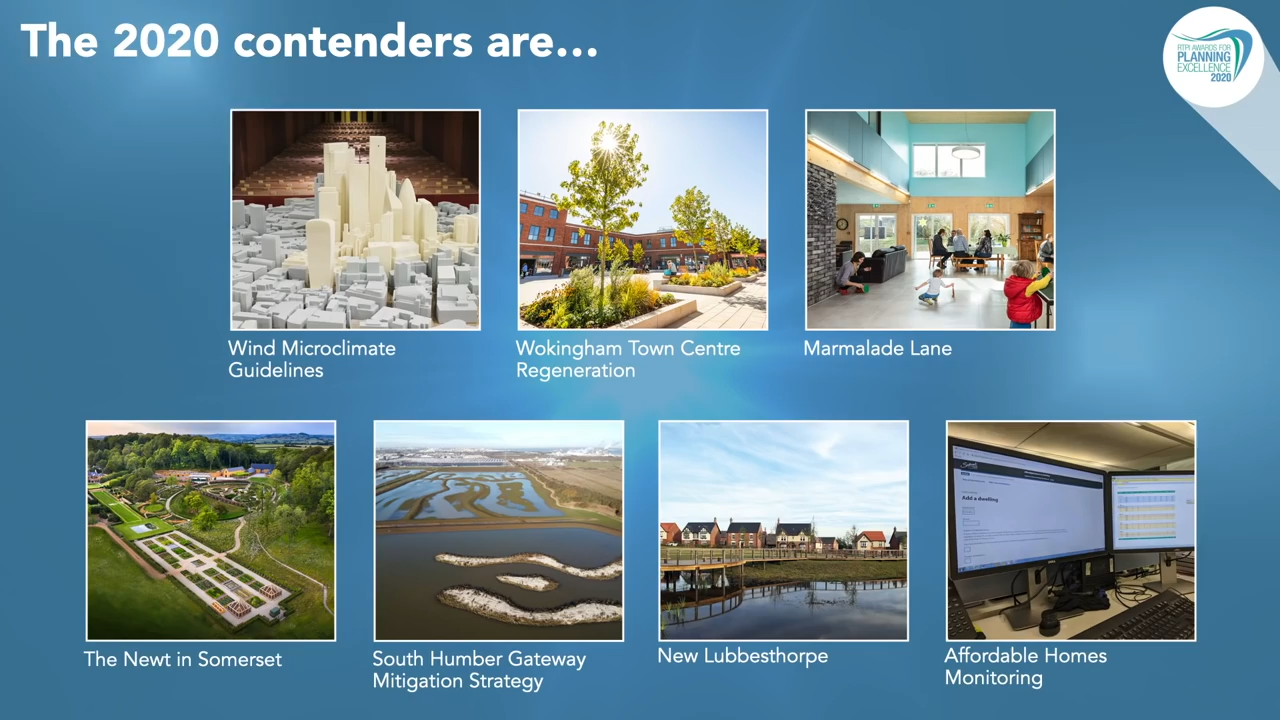 The 2020 contenders are...
RTPI AWARDS FOR
PLANNING
EXCELLENCE
2020
Wind Microclimate
Guidelines
Wokingham Town Centre
Regeneration
Marmalade Lane
Add a dwelling
The Newt in Somerset
South Humber Gateway
Mitigation Strategy
New Lubbesthorpe
Affordable Homes
Monitoring